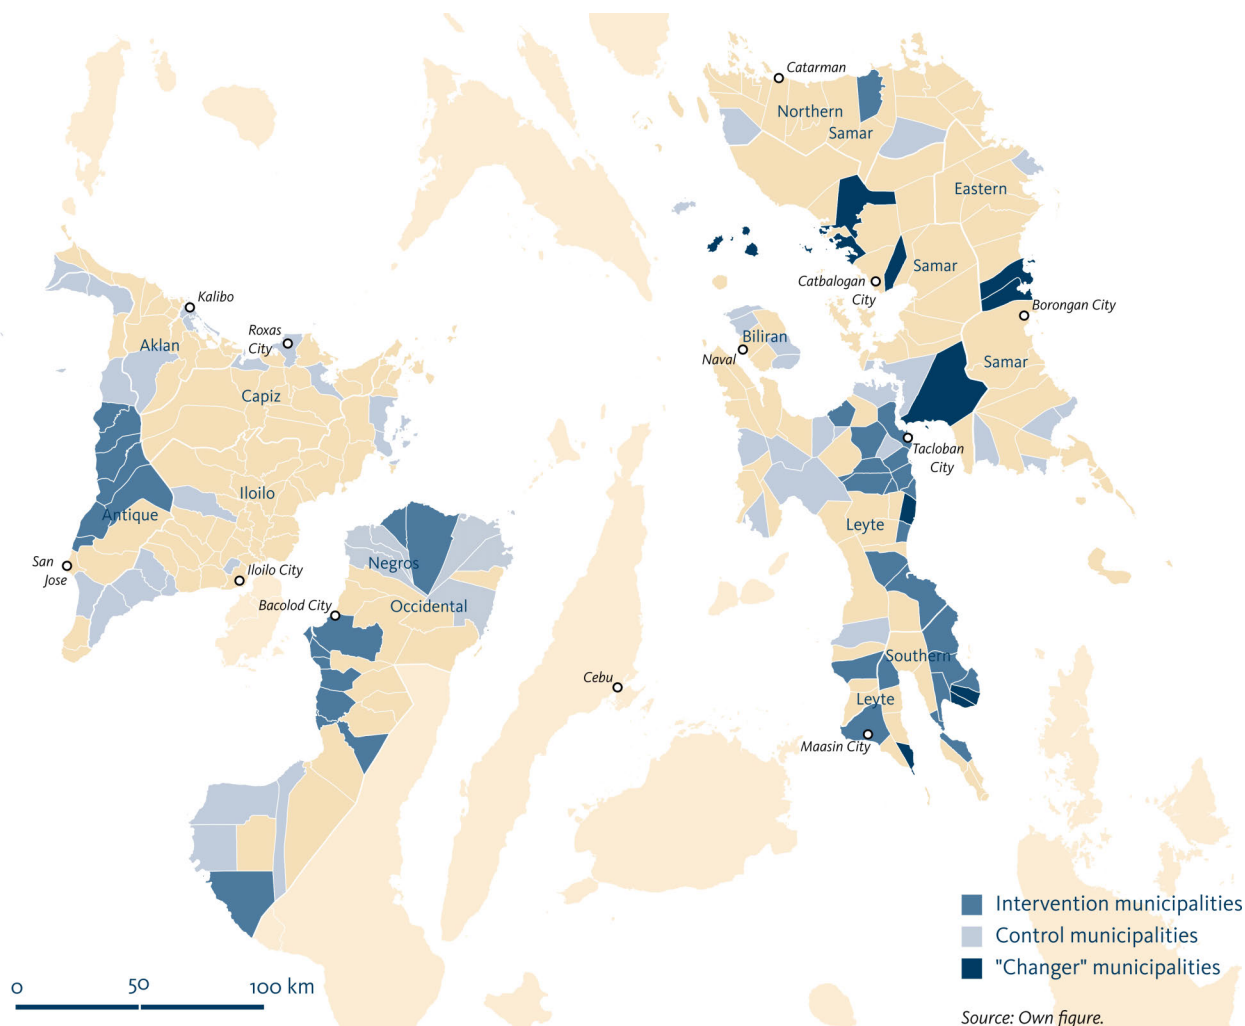 Catarman
Northern
Samar
Eastern
Samar
Catbalogan
City
Borongan City
Kalibo
Roxas
City
Aklan
Biliran
Naval
Samar
Capiz
Tacloban
City
Iloilo
Antique
Leyte
San
Jose
Iloilo City
Negros
Occidental
Bacolod City
Southern
Cebu
Leyte
Maasin City
Intervention municipalities
Control municipalities
"Changer" municipalities
0 50 100 km
Source: Own figure.